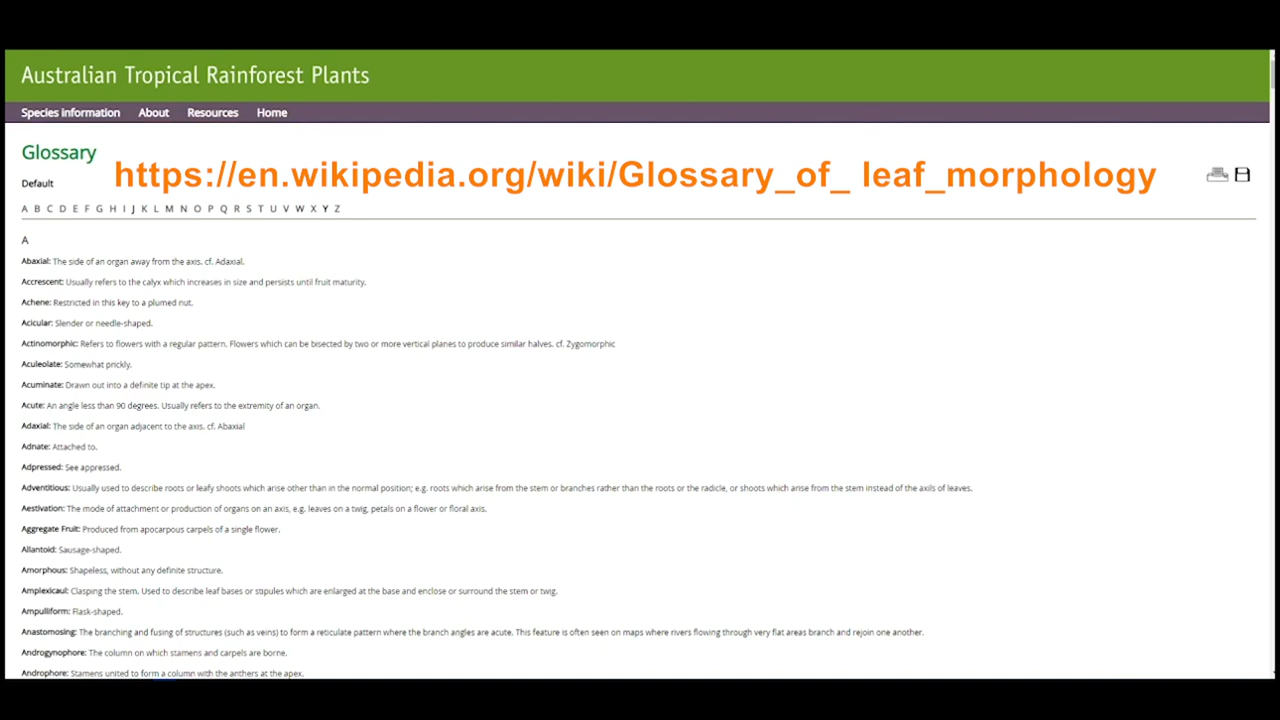 Australian Tropical Rainforest Plants
Species information About Resources Home
Glossary
https://en.wikipedia.org/wiki/Glossary_of_ leaf_morphology
Default
A B C D E F G H I J K L M N O P Q R S T U V W X Y Z
A
Abaxial: The side of an organ away from the axis. cf. Adaxial.
Accrescent: Usually refers to the calyx which increases in size and persists until fruit maturity.
Achene: Restricted in this key to a plumed nut.
Acicular: Slender or needle-shaped.
Actinomorphic: Refers to flowers with a regular pattern. Flowers which can be bisected by two or more vertical planes to produce similar halves. cf. Zygomorphic
Aculeolate: Somewhat prickly.
Acuminate: Drawn out into a definite tip at the apex.
Acute: An angle less than 90 degrees. Usually refers to the extremity of an organ.
Adaxial: The side of an organ adjacent to the axis. cf. Abaxial
Adnate: Attached to.
Adpressed: See appressed.
Adventitious: Usually used to describe roots or leafy shoots which arise other than in the normal position; e.g. roots which arise from the stem or branches rather than the roots or the radicle, or shoots which arise from the stem instead of the axils of leaves.
Aestivation: The mode of attachment or production of organs on an axis, e.g. leaves on a twig, petals on a flower or floral axis.
Aggregate Fruit: Produced from apocarpous carpels of a single flower.
Allantoid: Sausage-shaped.
Amorphous: Shapeless, without any definite structure.
Amplexicaul: Clasping the stem. Used to describe leaf bases or stipules which are enlarged at the base and enclose or surround the stem or twig.
Ampulliform: Flask-shaped.
Anastomosing: The branching and fusing of structures (such as veins) to form a reticulate pattern where the branch angles are acute. This feature is often seen on maps where rivers flowing through very flat areas branch and rejoin one another.
Androgynophore: The column on which stamens and carpels are borne.
Androphore: Stamens united to form a column with the anthers at the apex.